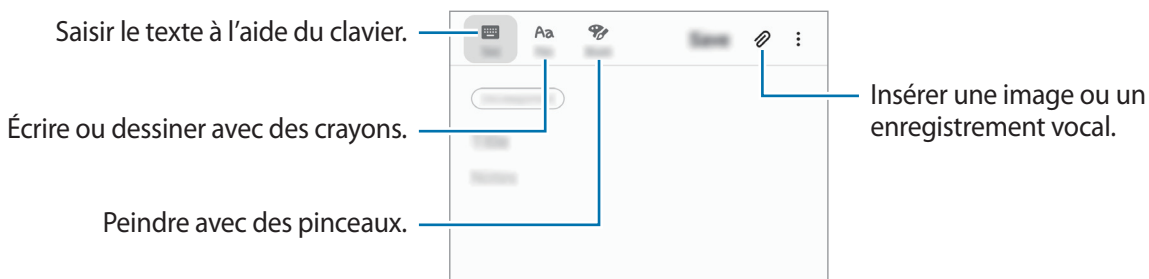 Saisir le texte à l'aide du clavier.
Aa
Save
Écrire ou dessiner avec des crayons.
Peindre avec des pinceaux.
Insérer une image ou un
enregistrement vocal.